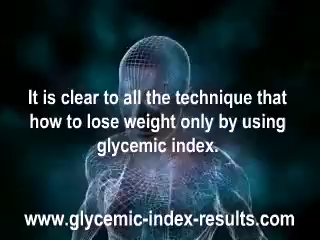 It is clear to all the technique that
how to lose weight only by using
glycemic index.
www.glycemic-index-results.com